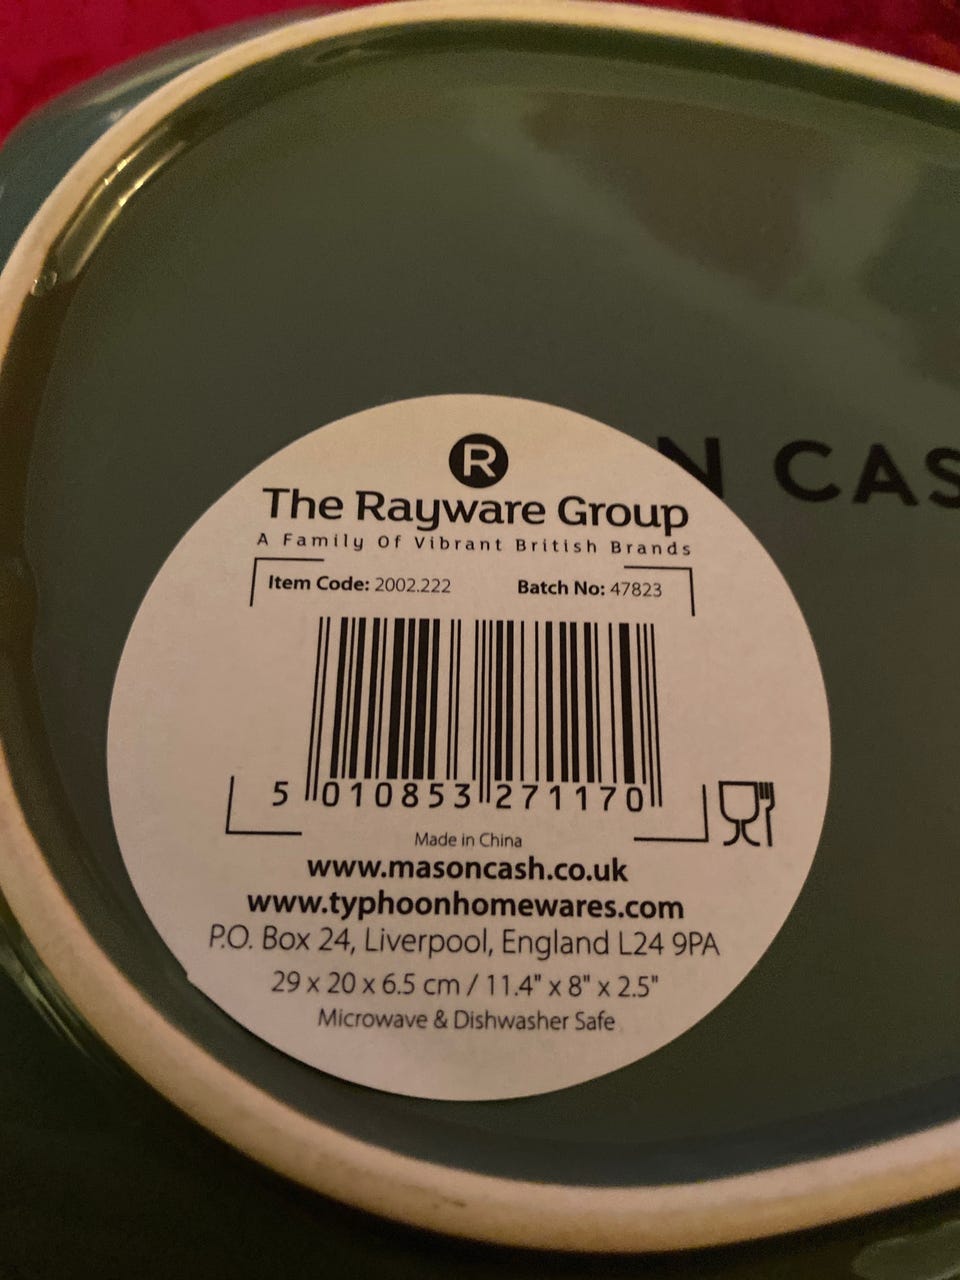 R
The Rayware Group
A Family Of Vibrant British Brands
Item Code: 2002.222 Batch No: 47823
5 010853 271170
Made in China
www.masoncash.co.uk
www.typhoonhomewares.com
P.O. Box 24, Liverpool, England L24 9PA
29 x 20 x 6.5 cm / 11.4" x 8" x 2.5"
Microwave & Dishwasher Safe
N CAS